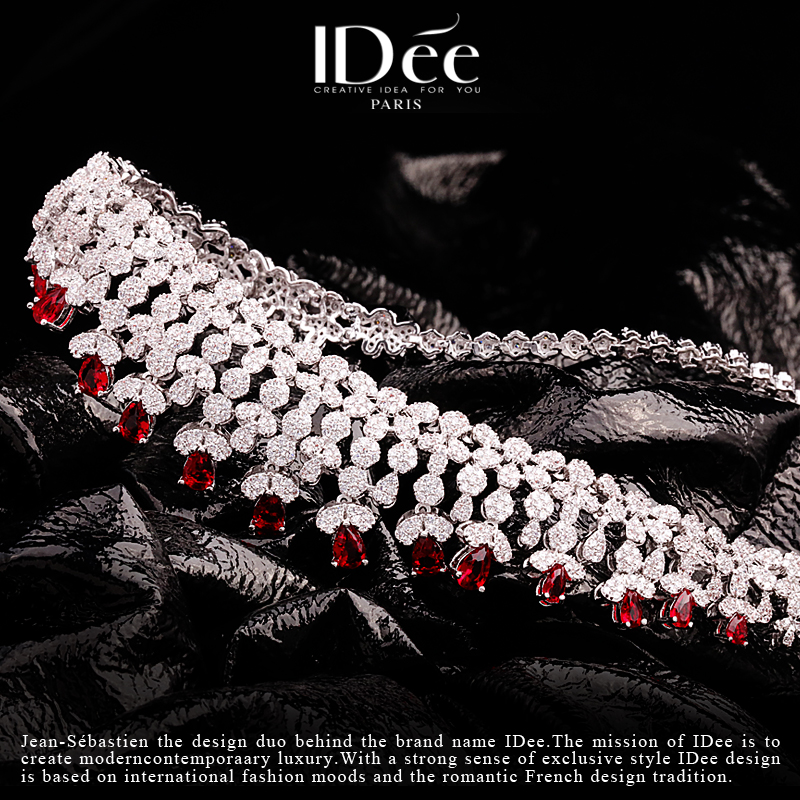 IDée
CREATIVE IDEA FOR YOU
PARIS
Jean-Sébastien the design duo behind the brand name IDee.The mission of IDee is to
create moderncontemporaary luxury.With a strong sense of exclusive style IDee design
is based on international fashion moods and the romantic French design tradition.